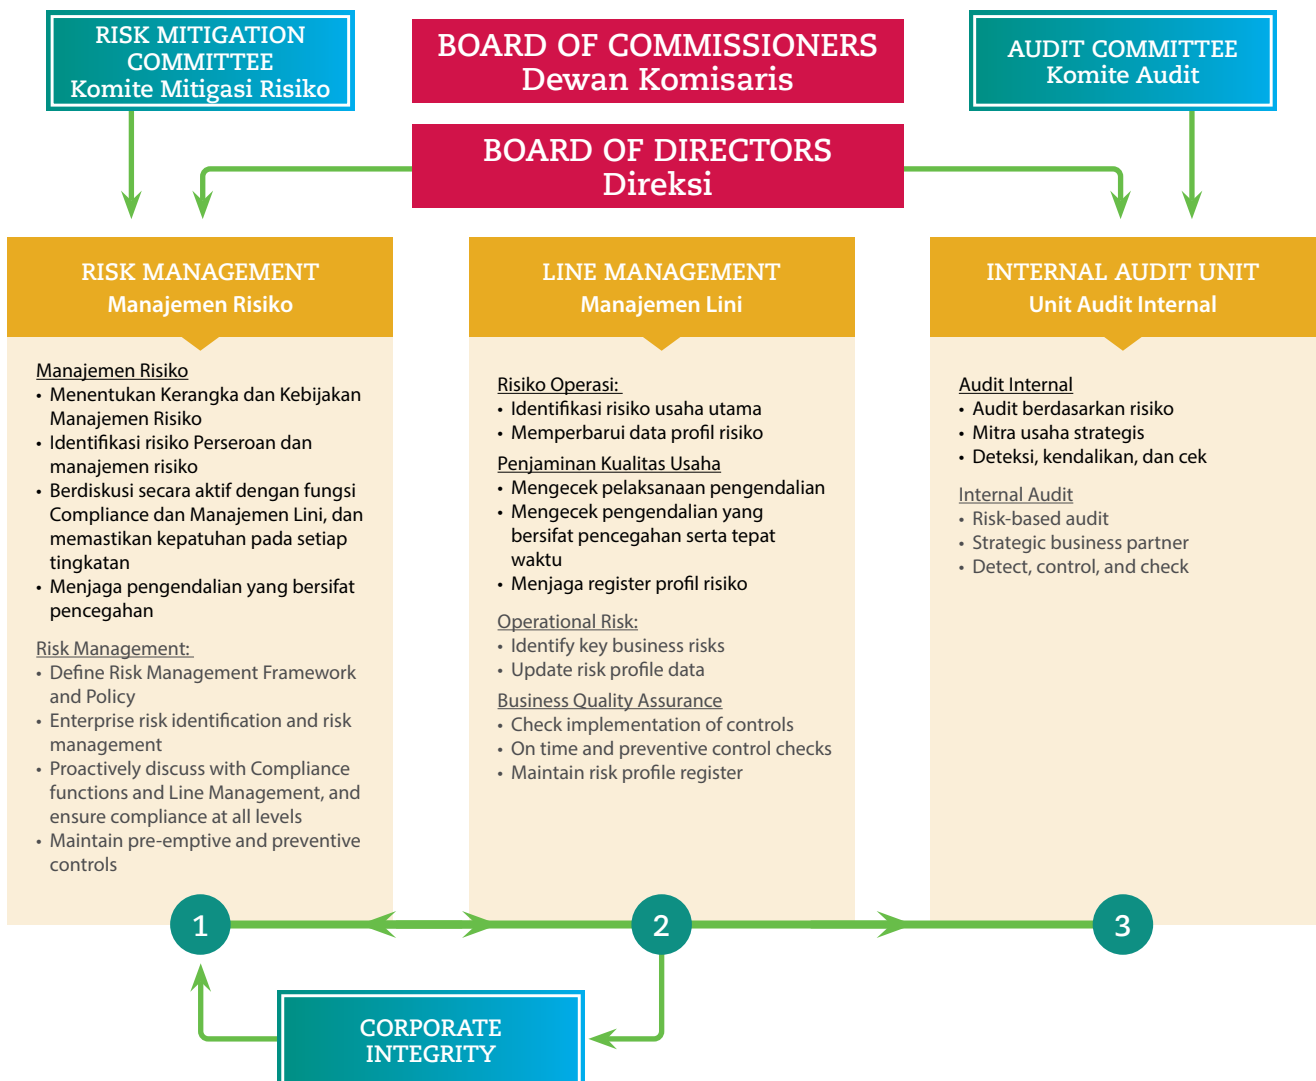 RISK MITIGATION
COMMITTEE
Komite Mitigasi Risiko
BOARD OF COMMISSIONERS
Dewan Komisaris
AUDIT COMMITTEE
Komite Audit
BOARD OF DIRECTORS
Direksi
RISK MANAGEMENT
Manajemen Risiko
Manajemen Risiko
• Menentukan Kerangka dan Kebijakan
Manajemen Risiko
• Identifikasi risiko Perseroan dan
manajemen risiko
• Berdiskusi secara aktif dengan fungsi
Compliance dan Manajemen Lini, dan
memastikan kepatuhan pada setiap
tingkatan
• Menjaga pengendalian yang bersifat
pencegahan
Risk Management:
• Define Risk Management Framework
and Policy
• Enterprise risk identification and risk
management
• Proactively discuss with Compliance
functions and Line Management, and
ensure compliance at all levels
• Maintain pre-emptive and preventive
controls
LINE MANAGEMENT
Manajemen Lini
Risiko Operasi:
• Identifikasi risiko usaha utama
• Memperbarui data profil risiko
Penjaminan Kualitas Usaha
• Mengecek pelaksanaan pengendalian
• Mengecek pengendalian yang
bersifat pencegahan serta tepat
waktu
• Menjaga register profil risiko
Operational Risk:
• Identify key business risks
• Update risk profile data
Business Quality Assurance
• Check implementation of controls
• On time and preventive control checks
• Maintain risk profile register
INTERNAL AUDIT UNIT
Unit Audit Internal
Audit Internal
• Audit berdasarkan risiko
• Mitra usaha strategis
• Deteksi, kendalikan, dan cek
Internal Audit
• Risk-based audit
• Strategic business partner
• Detect, control, and check
1
2
3
CORPORATE
INTEGRITY